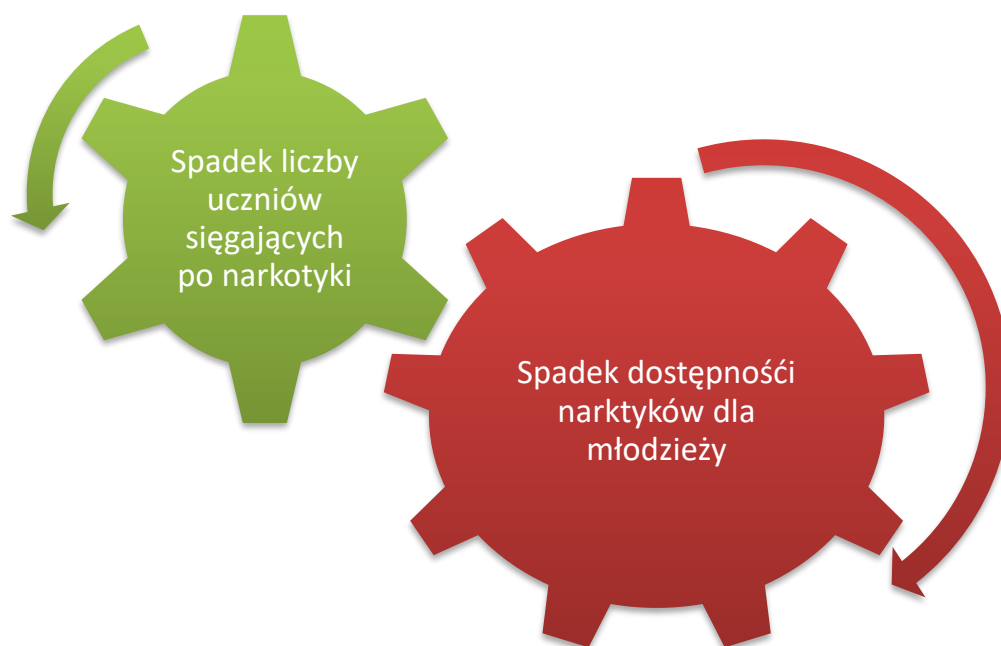 Spadek liczby
uczniów
sięgających
po narkotyki
Spadek dostępnośći
narktyków dla
młodzieży